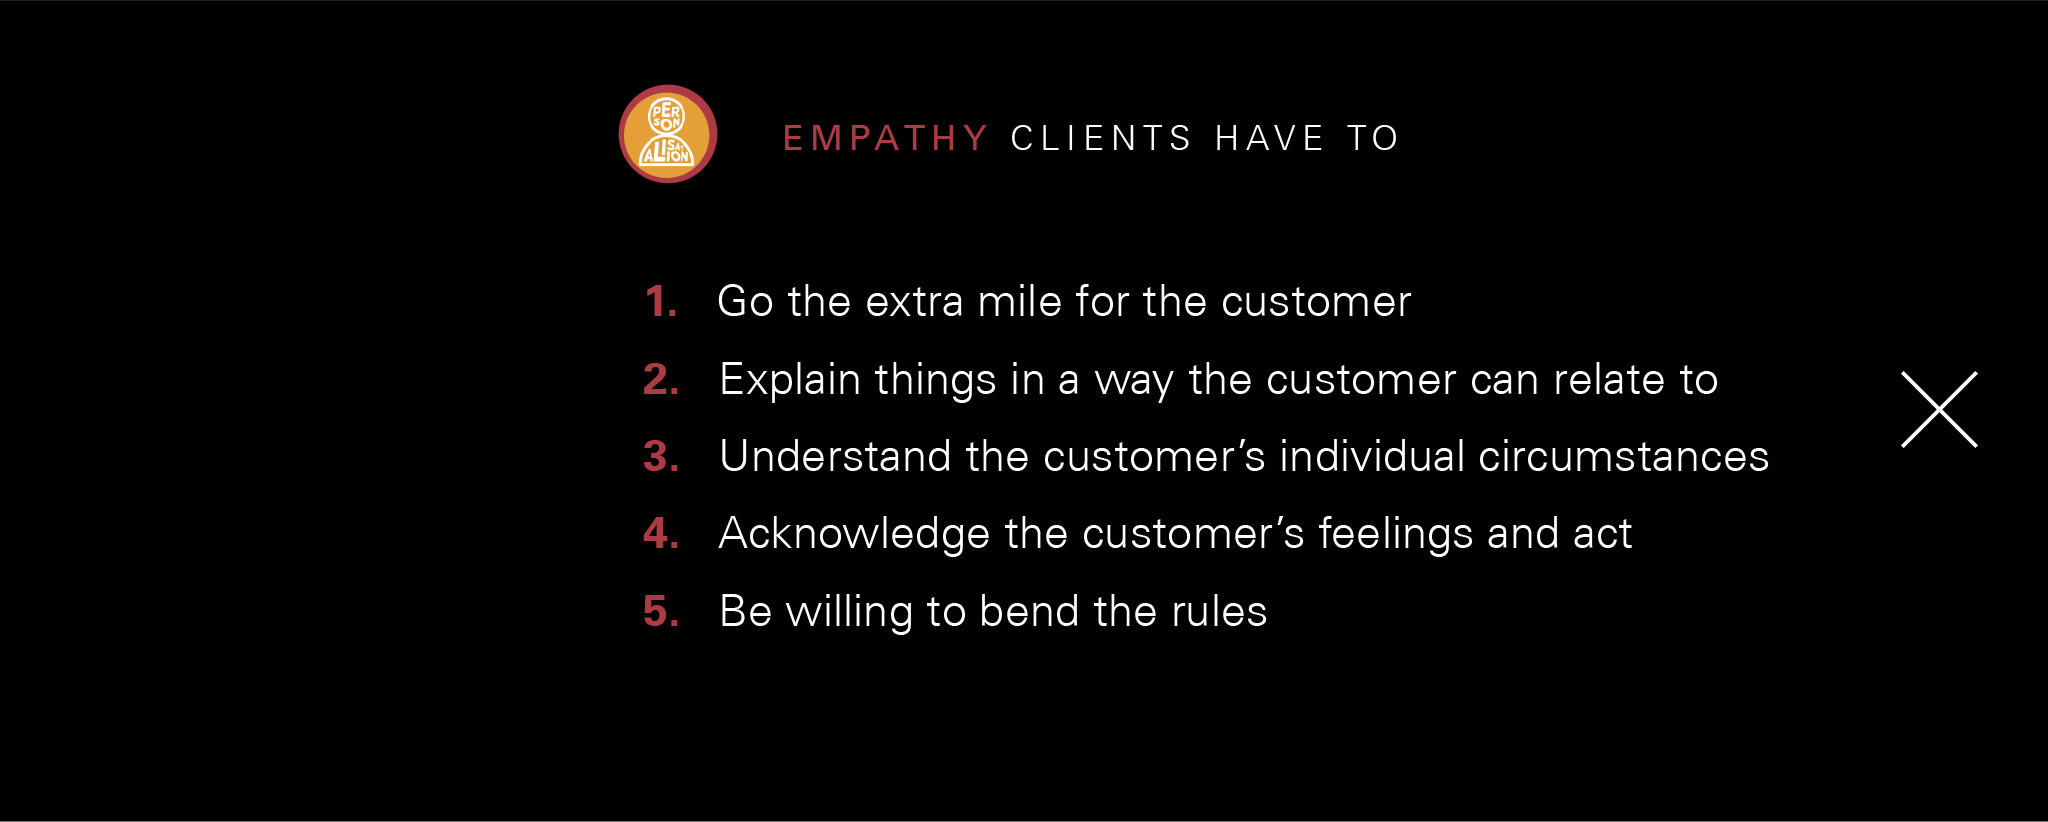 PER
SON
ALISATION
EMPATHY CLIENTS HAVE TO
1. Go the extra mile for the customer
2. Explain things in a way the customer can relate to
3. Understand the customer’s individual circumstances
4. Acknowledge the customer’s feelings and act
5. Be willing to bend the rules